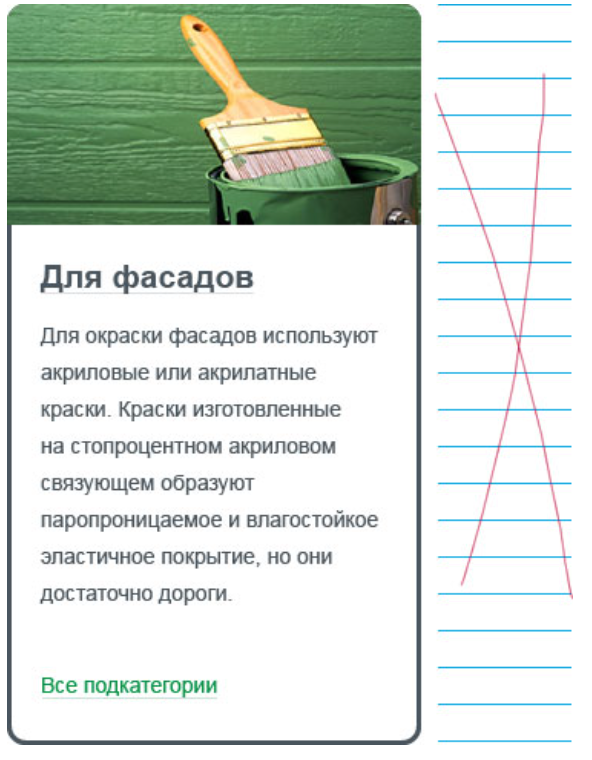 Для фасадов
Для окраски фасадов используют
акриловые или акрилатные
краски. Краски изготовленные
на стопроцентном акриловом
связующем образуют
паропроницаемое и влагостойкое
эластичное покрытие, но они
достаточно дороги.
Все подкатегории